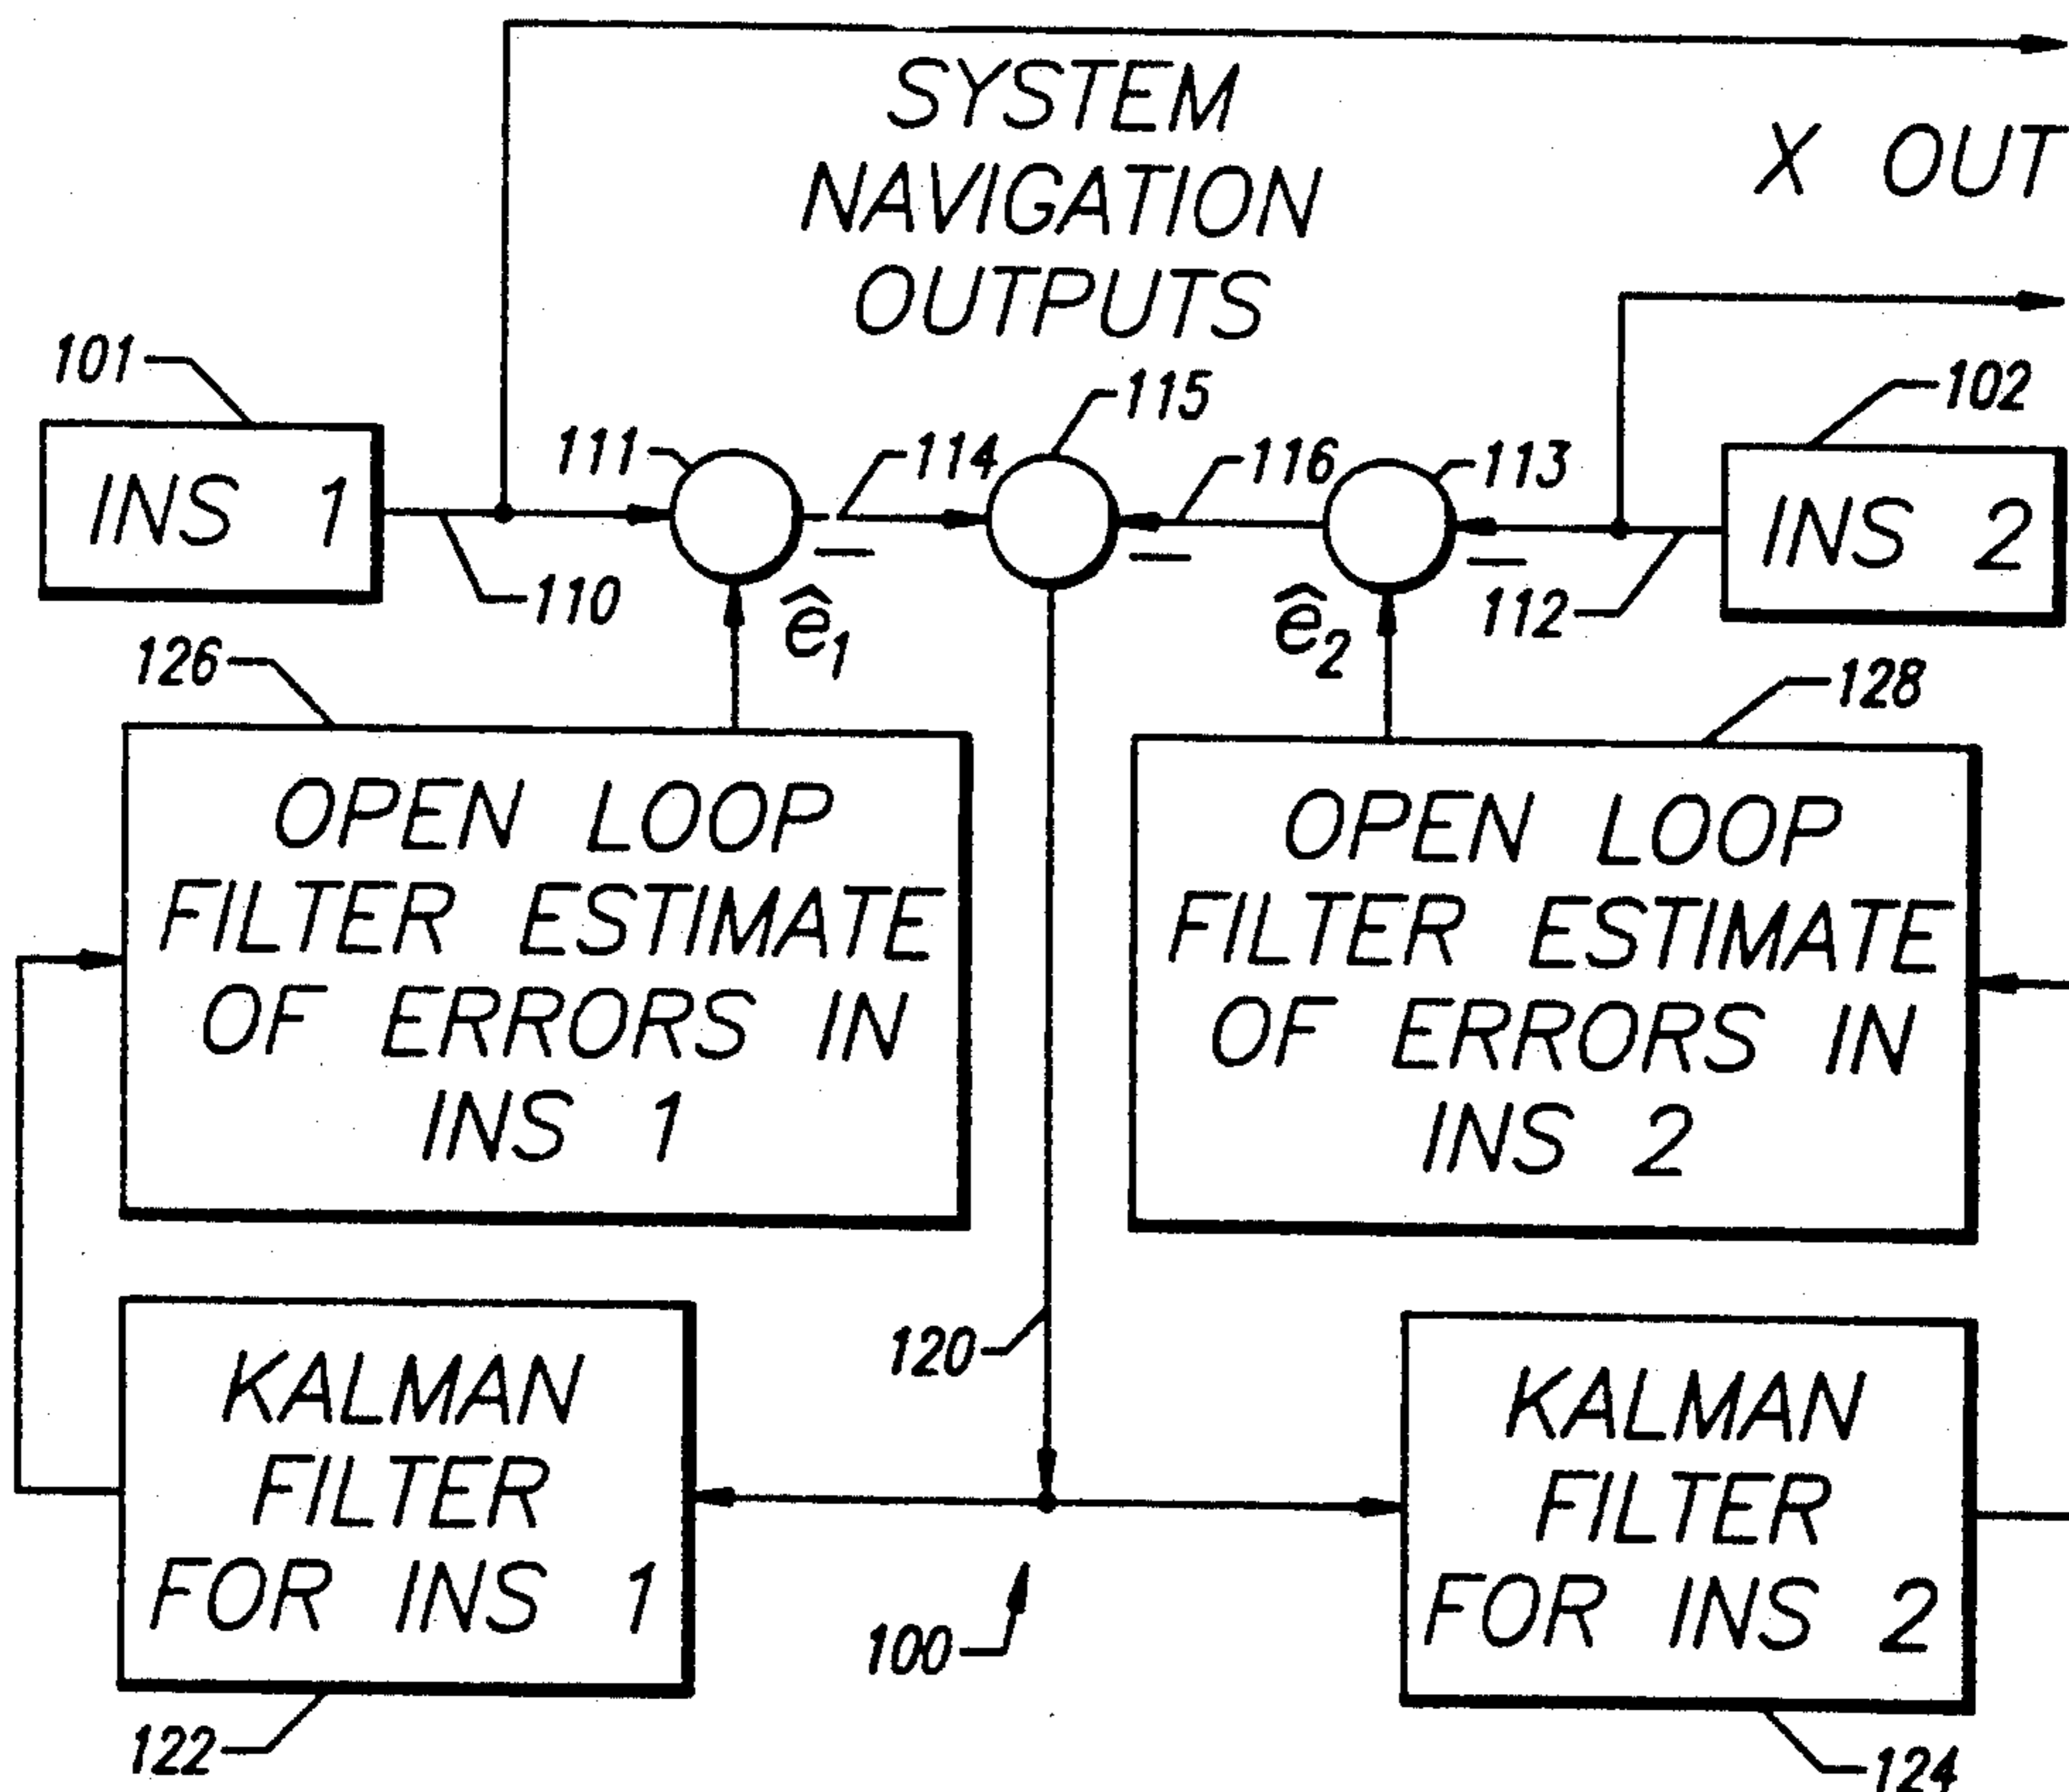 SYSTEM
NAVIGATION
OUTPUTS
X OUT
101
INS 1
110
111
114
115
116
113
102
INS 2
112
ê₁
ê₂
126
OPEN LOOP
FILTER ESTIMATE
OF ERRORS IN
INS 1
128
OPEN LOOP
FILTER ESTIMATE
OF ERRORS IN
INS 2
120
KALMAN
FILTER
FOR INS 1
122
100
KALMAN
FILTER
FOR INS 2
124